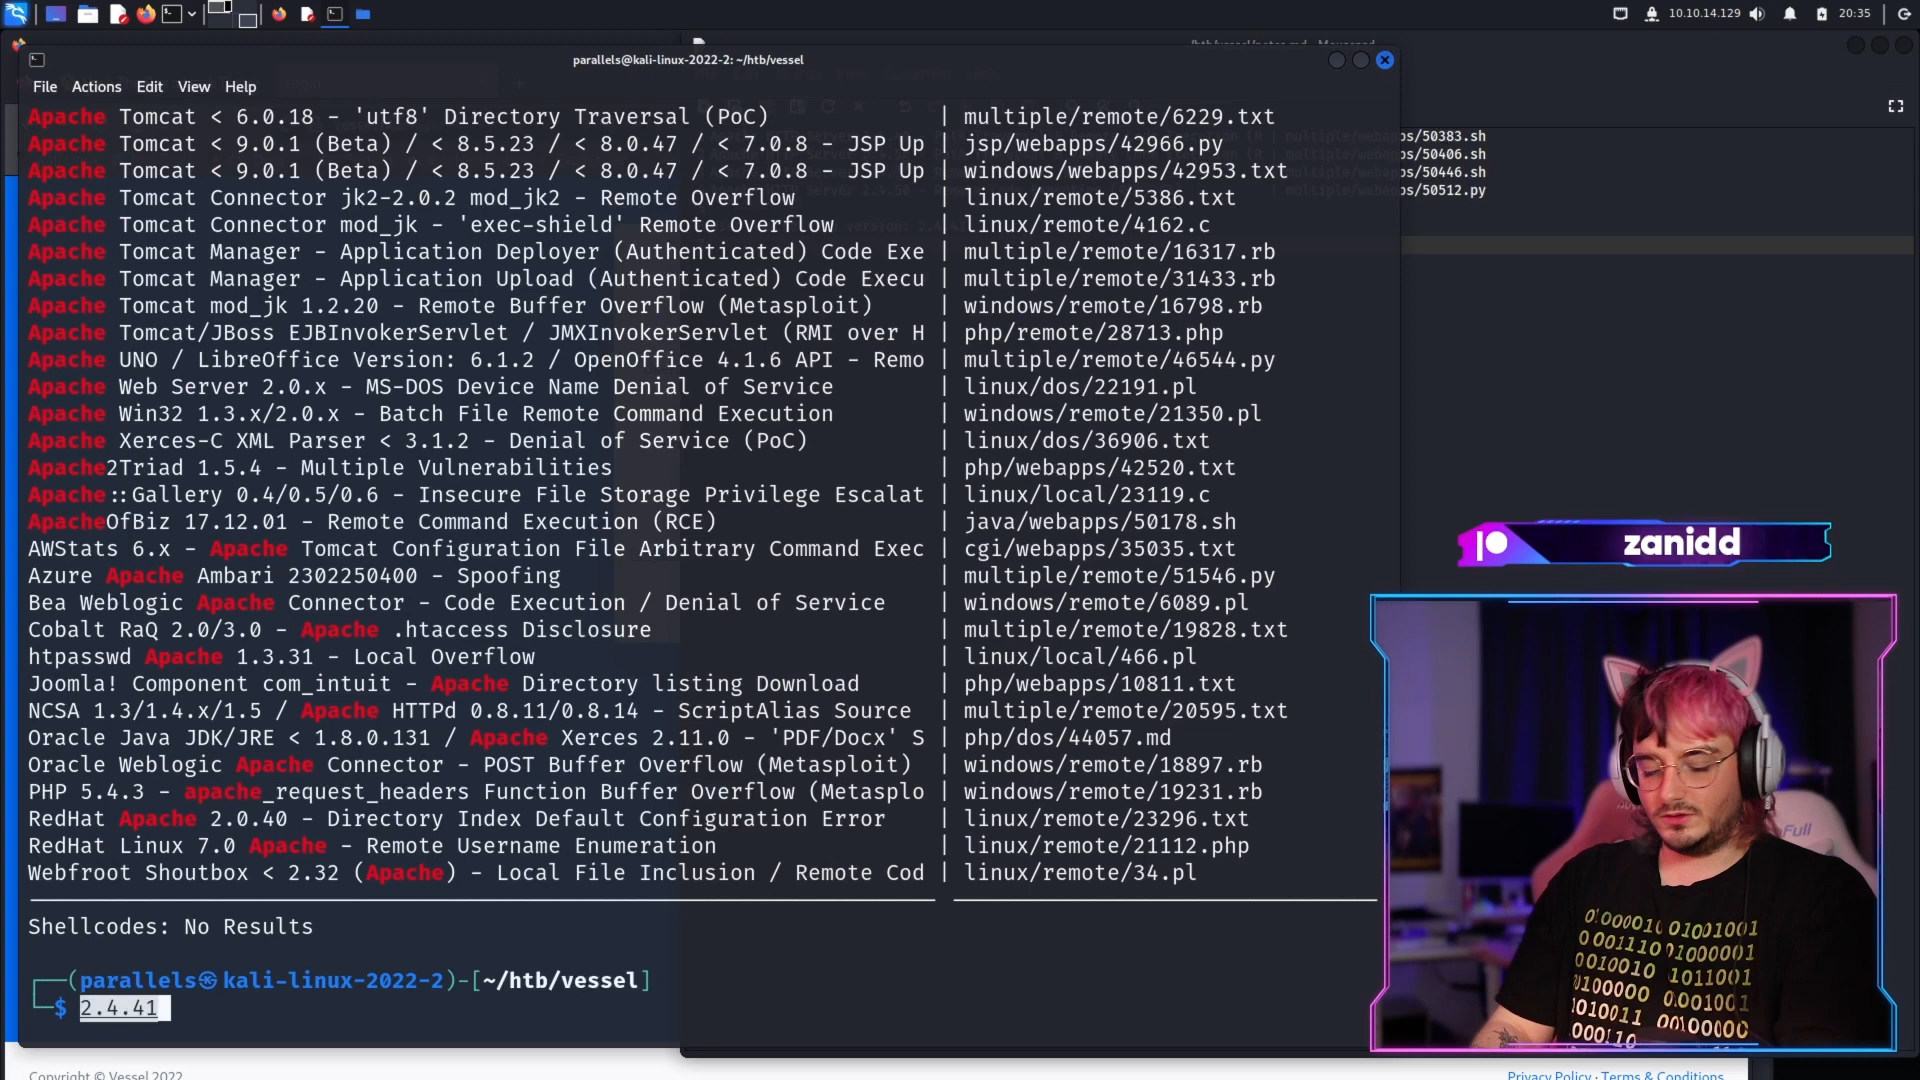 10.10.14.129
20:35
parallels@kali-linux-2022-2: ~/htb/vessel
File Actions Edit View Help
Apache Tomcat < 6.0.18 - 'utf8' Directory Traversal (PoC) | multiple/remote/6229.txt
Apache Tomcat < 9.0.1 (Beta) / < 8.5.23 / < 8.0.47 / < 7.0.8 - JSP Up | jsp/webapps/42966.py
Apache Tomcat < 9.0.1 (Beta) / < 8.5.23 / < 8.0.47 / < 7.0.8 - JSP Up | windows/webapps/42953.txt
Apache Tomcat Connector jk2-2.0.2 mod_jk2 - Remote Overflow | linux/remote/5386.txt
Apache Tomcat Connector mod_jk - 'exec-shield' Remote Overflow | linux/remote/4162.c
Apache Tomcat Manager - Application Deployer (Authenticated) Code Exe | multiple/remote/16317.rb
Apache Tomcat Manager - Application Upload (Authenticated) Code Execu | multiple/remote/31433.rb
Apache Tomcat mod_jk 1.2.20 - Remote Buffer Overflow (Metasploit) | windows/remote/16798.rb
Apache Tomcat/JBoss EJBInvokerServlet / JMXInvokerServlet (RMI over H | php/remote/28713.php
Apache UNO / LibreOffice Version: 6.1.2 / OpenOffice 4.1.6 API - Remo | multiple/remote/46544.py
Apache Web Server 2.0.x - MS-DOS Device Name Denial of Service | linux/dos/22191.pl
Apache Win32 1.3.x/2.0.x - Batch File Remote Command Execution | windows/remote/21350.pl
Apache Xerces-C XML Parser < 3.1.2 - Denial of Service (PoC) | linux/dos/36906.txt
Apache2Triad 1.5.4 - Multiple Vulnerabilities | php/webapps/42520.txt
Apache::Gallery 0.4/0.5/0.6 - Insecure File Storage Privilege Escalat | linux/local/23119.c
ApacheOfBiz 17.12.01 - Remote Command Execution (RCE) | java/webapps/50178.sh
AWStats 6.x - Apache Tomcat Configuration File Arbitrary Command Exec | cgi/webapps/35035.txt
Azure Apache Ambari 2302250400 - Spoofing | multiple/remote/51546.py
Bea Weblogic Apache Connector - Code Execution / Denial of Service | windows/remote/6089.pl
Cobalt RaQ 2.0/3.0 - Apache .htaccess Disclosure | multiple/remote/19828.txt
htpasswd Apache 1.3.31 - Local Overflow | linux/local/466.pl
Joomla! Component com_intuit - Apache Directory listing Download | php/webapps/10811.txt
NCSA 1.3/1.4.x/1.5 / Apache HTTPd 0.8.11/0.8.14 - ScriptAlias Source | multiple/remote/20595.txt
Oracle Java JDK/JRE < 1.8.0.131 / Apache Xerces 2.11.0 - 'PDF/Docx' S | php/dos/44057.md
Oracle Weblogic Apache Connector - POST Buffer Overflow (Metasploit) | windows/remote/18897.rb
PHP 5.4.3 - apache_request_headers Function Buffer Overflow (Metasplo | windows/remote/19231.rb
RedHat Apache 2.0.40 - Directory Index Default Configuration Error | linux/remote/23296.txt
RedHat Linux 7.0 Apache - Remote Username Enumeration | linux/remote/21112.php
Webfroot Shoutbox < 2.32 (Apache) - Local File Inclusion / Remote Cod | linux/remote/34.pl
Shellcodes: No Results
(parallels㉿kali-linux-2022-2)-[~/htb/vessel]
$ 2.4.41
| multiple/webapps/50383.sh
ps/50406.sh
ps/50446.sh
| multiple/webapps/50512.py
zanidd
Copyright © Vessel 2022
Privacy Policy · Terms & Conditions